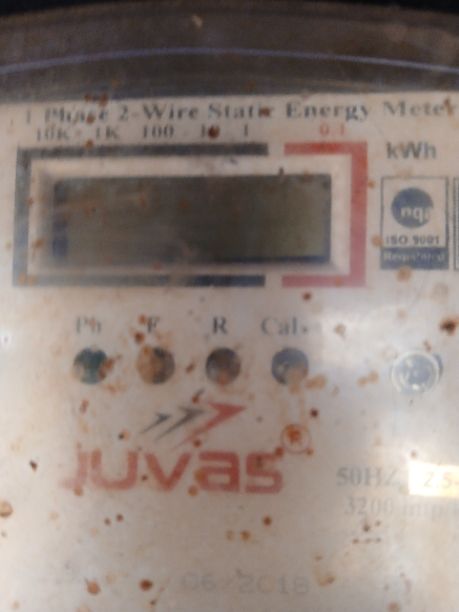 1 Phase 2-Wire Static Energy Meter
10K 1K 100 10 1 0.1
kWh
nqa
ISO 9001
Registered
Ph E R Cal.
JUVAS ®
50HZ
3200 imp
06 2018